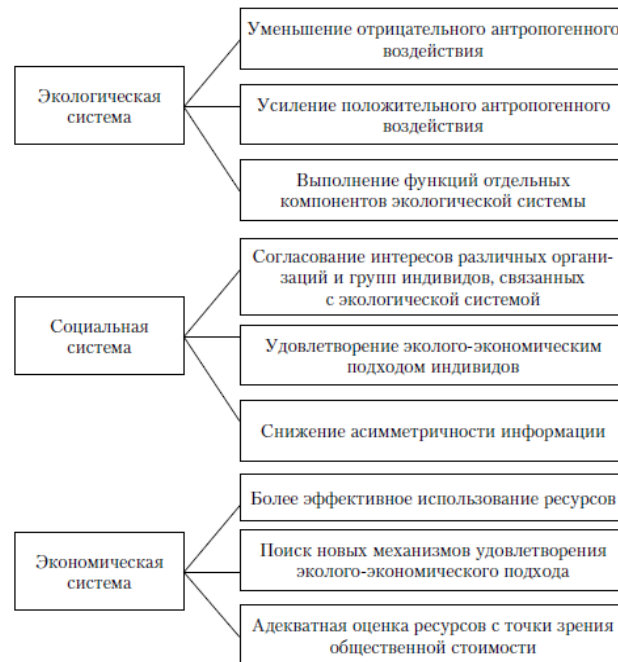 Экологическая
система
Уменьшение отрицательного антропогенного
воздействия
Усиление положительного антропогенного
воздействия
Выполнение функций отдельных
компонентов экологической системы
Социальная
система
Согласование интересов различных органи-
заций и групп индивидов, связанных
с экологической системой
Удовлетворение эколого-экономическим
подходом индивидов
Снижение асимметричности информации
Экономическая
система
Более эффективное использование ресурсов
Поиск новых механизмов удовлетворения
эколого-экономического подхода
Адекватная оценка ресурсов с точки зрения
общественной стоимости